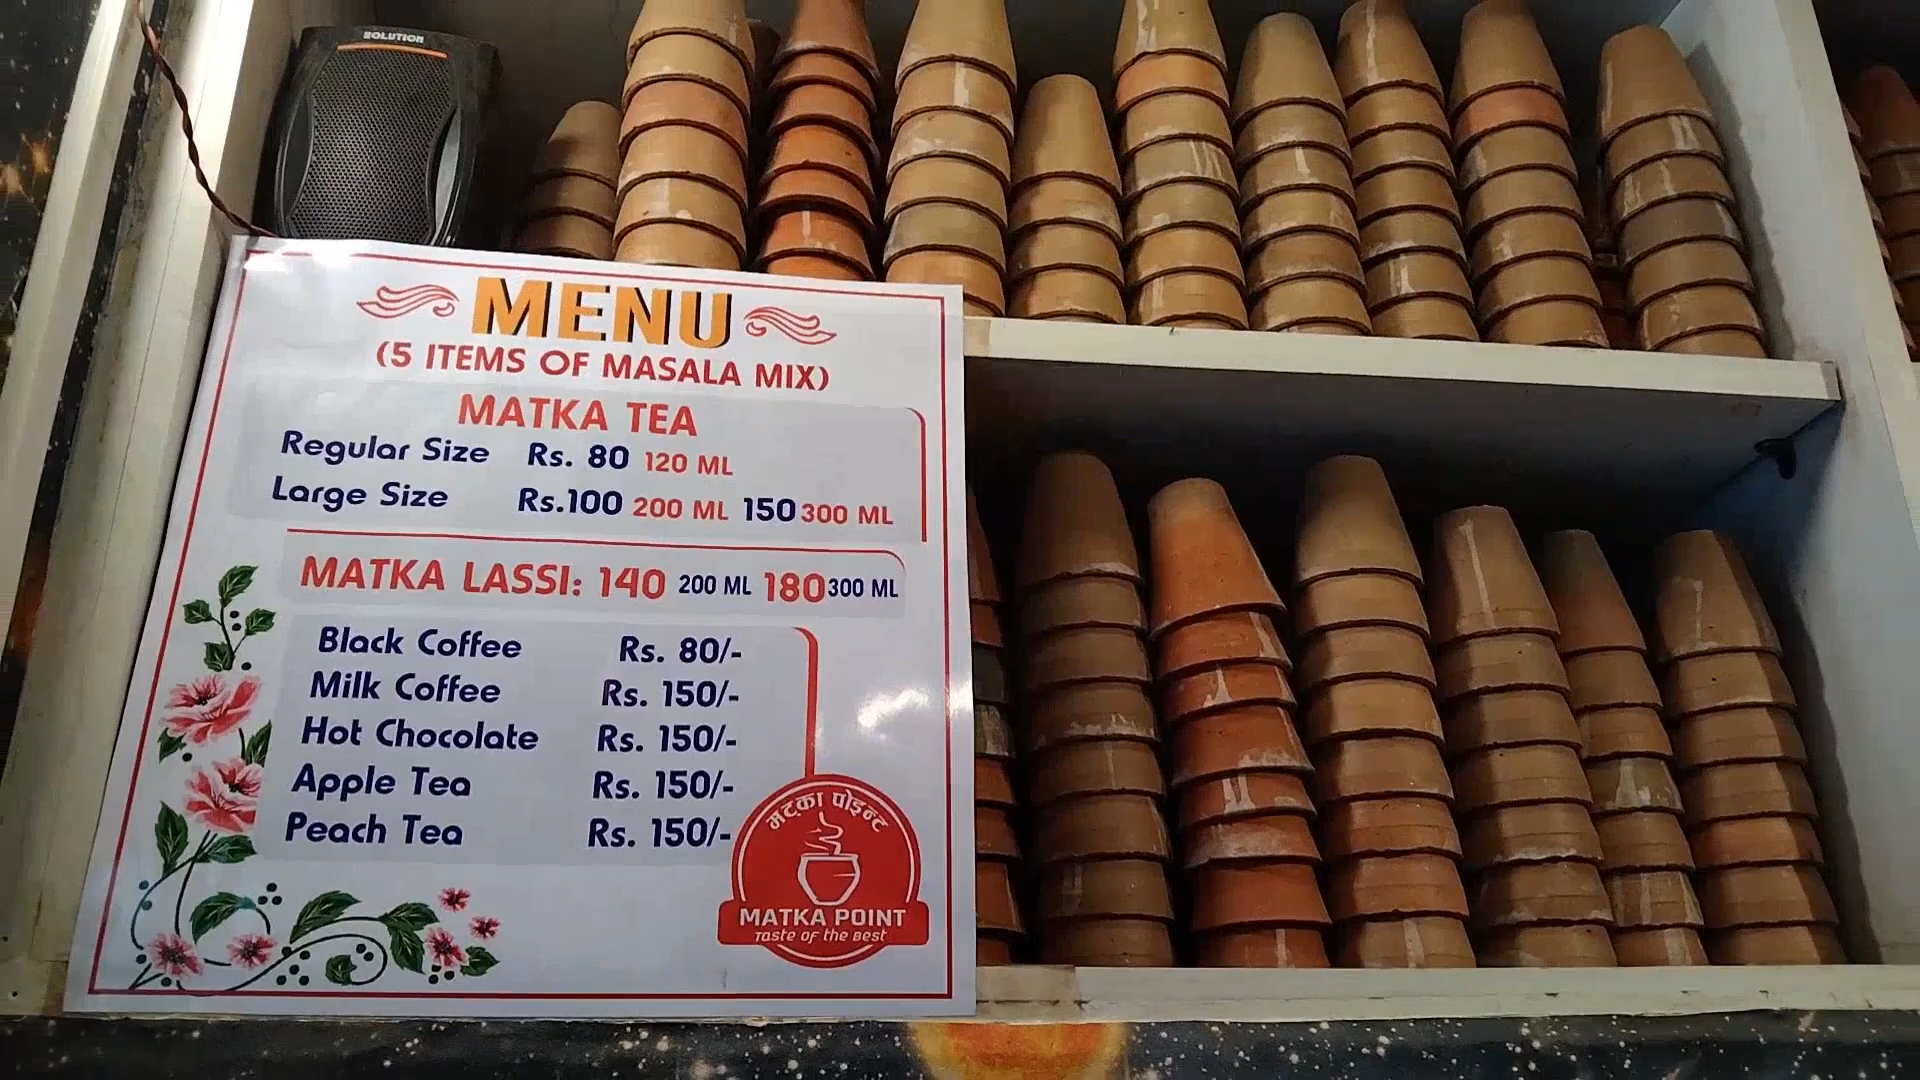 SOLUTION
MENU
(5 ITEMS OF MASALA MIX)
MATKA TEA
Regular Size Rs. 80 120 ML
Large Size Rs.100 200 ML 150 300 ML
MATKA LASSI: 140 200 ML 180 300 ML
Black Coffee Rs. 80/-
Milk Coffee Rs. 150/-
Hot Chocolate Rs. 150/-
Apple Tea Rs. 150/-
Peach Tea Rs. 150/-
मट्का पोइन्ट
MATKA POINT
Taste of the Best